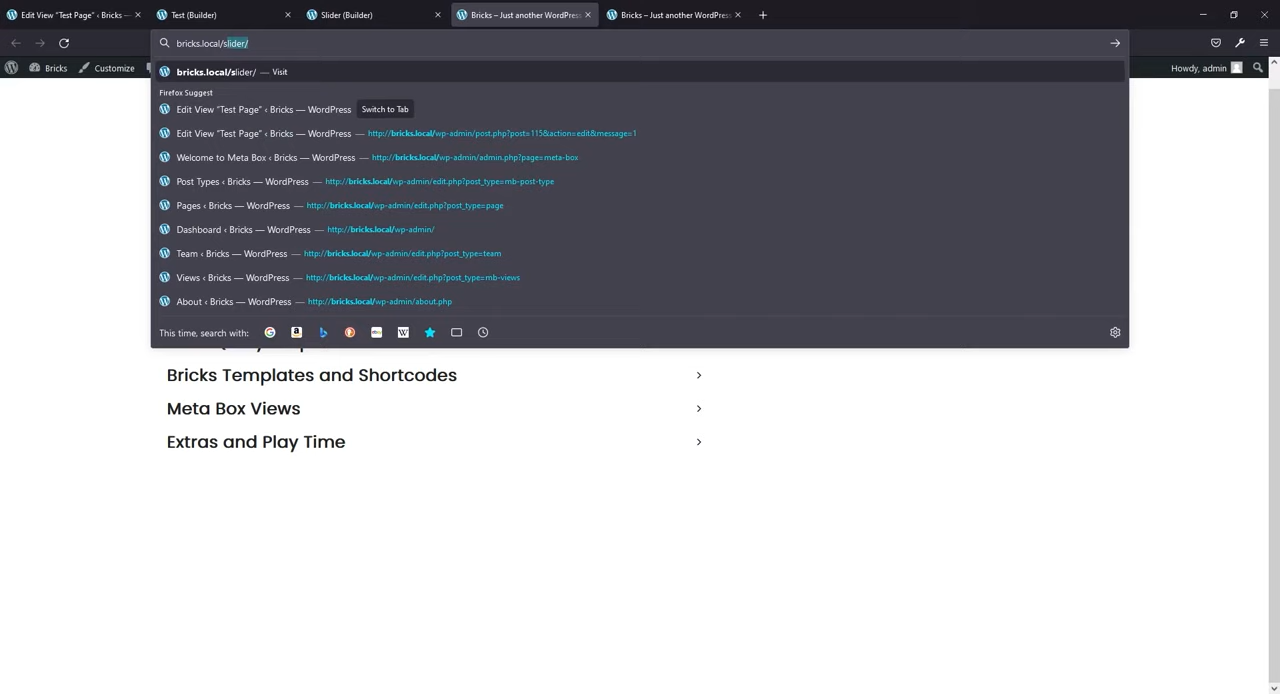 Edit View "Test Page" ‹ Bricks —
Test (Builder)
Slider (Builder)
Bricks – Just another WordPress
Bricks – Just another WordPress
bricks.local/slider/
Bricks
Customize
Howdy, admin
bricks.local/slider/ — Visit
Firefox Suggest
Edit View "Test Page" ‹ Bricks — WordPress Switch to Tab
Edit View "Test Page" ‹ Bricks — WordPress — http://bricks.local/wp-admin/post.php?post=115&action=edit&message=1
Welcome to Meta Box ‹ Bricks — WordPress — http://bricks.local/wp-admin/admin.php?page=meta-box
Post Types ‹ Bricks — WordPress — http://bricks.local/wp-admin/edit.php?post_type=mb-post-type
Pages ‹ Bricks — WordPress — http://bricks.local/wp-admin/edit.php?post_type=page
Dashboard ‹ Bricks — WordPress — http://bricks.local/wp-admin/
Team ‹ Bricks — WordPress — http://bricks.local/wp-admin/edit.php?post_type=team
Views ‹ Bricks — WordPress — http://bricks.local/wp-admin/edit.php?post_type=mb-views
About ‹ Bricks — WordPress — http://bricks.local/wp-admin/about.php
This time, search with:
Bricks Templates and Shortcodes
Meta Box Views
Extras and Play Time